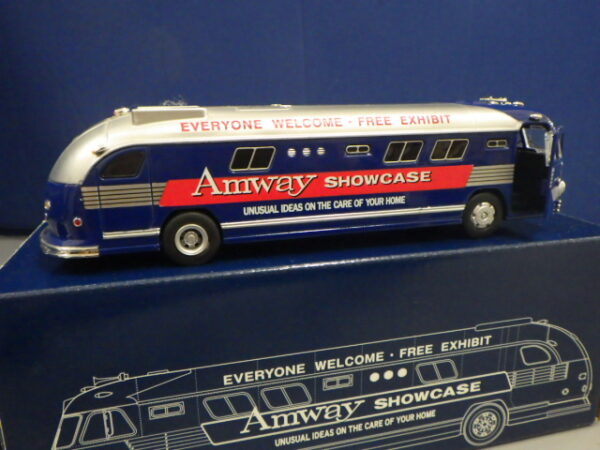 EVERYONE WELCOME · FREE EXHIBIT
Amway SHOWCASE
UNUSUAL IDEAS ON THE CARE OF YOUR HOME
EVERYONE WELCOME · FREE EXHIBIT
Amway SHOWCASE
UNUSUAL IDEAS ON THE CARE OF YOUR HOME